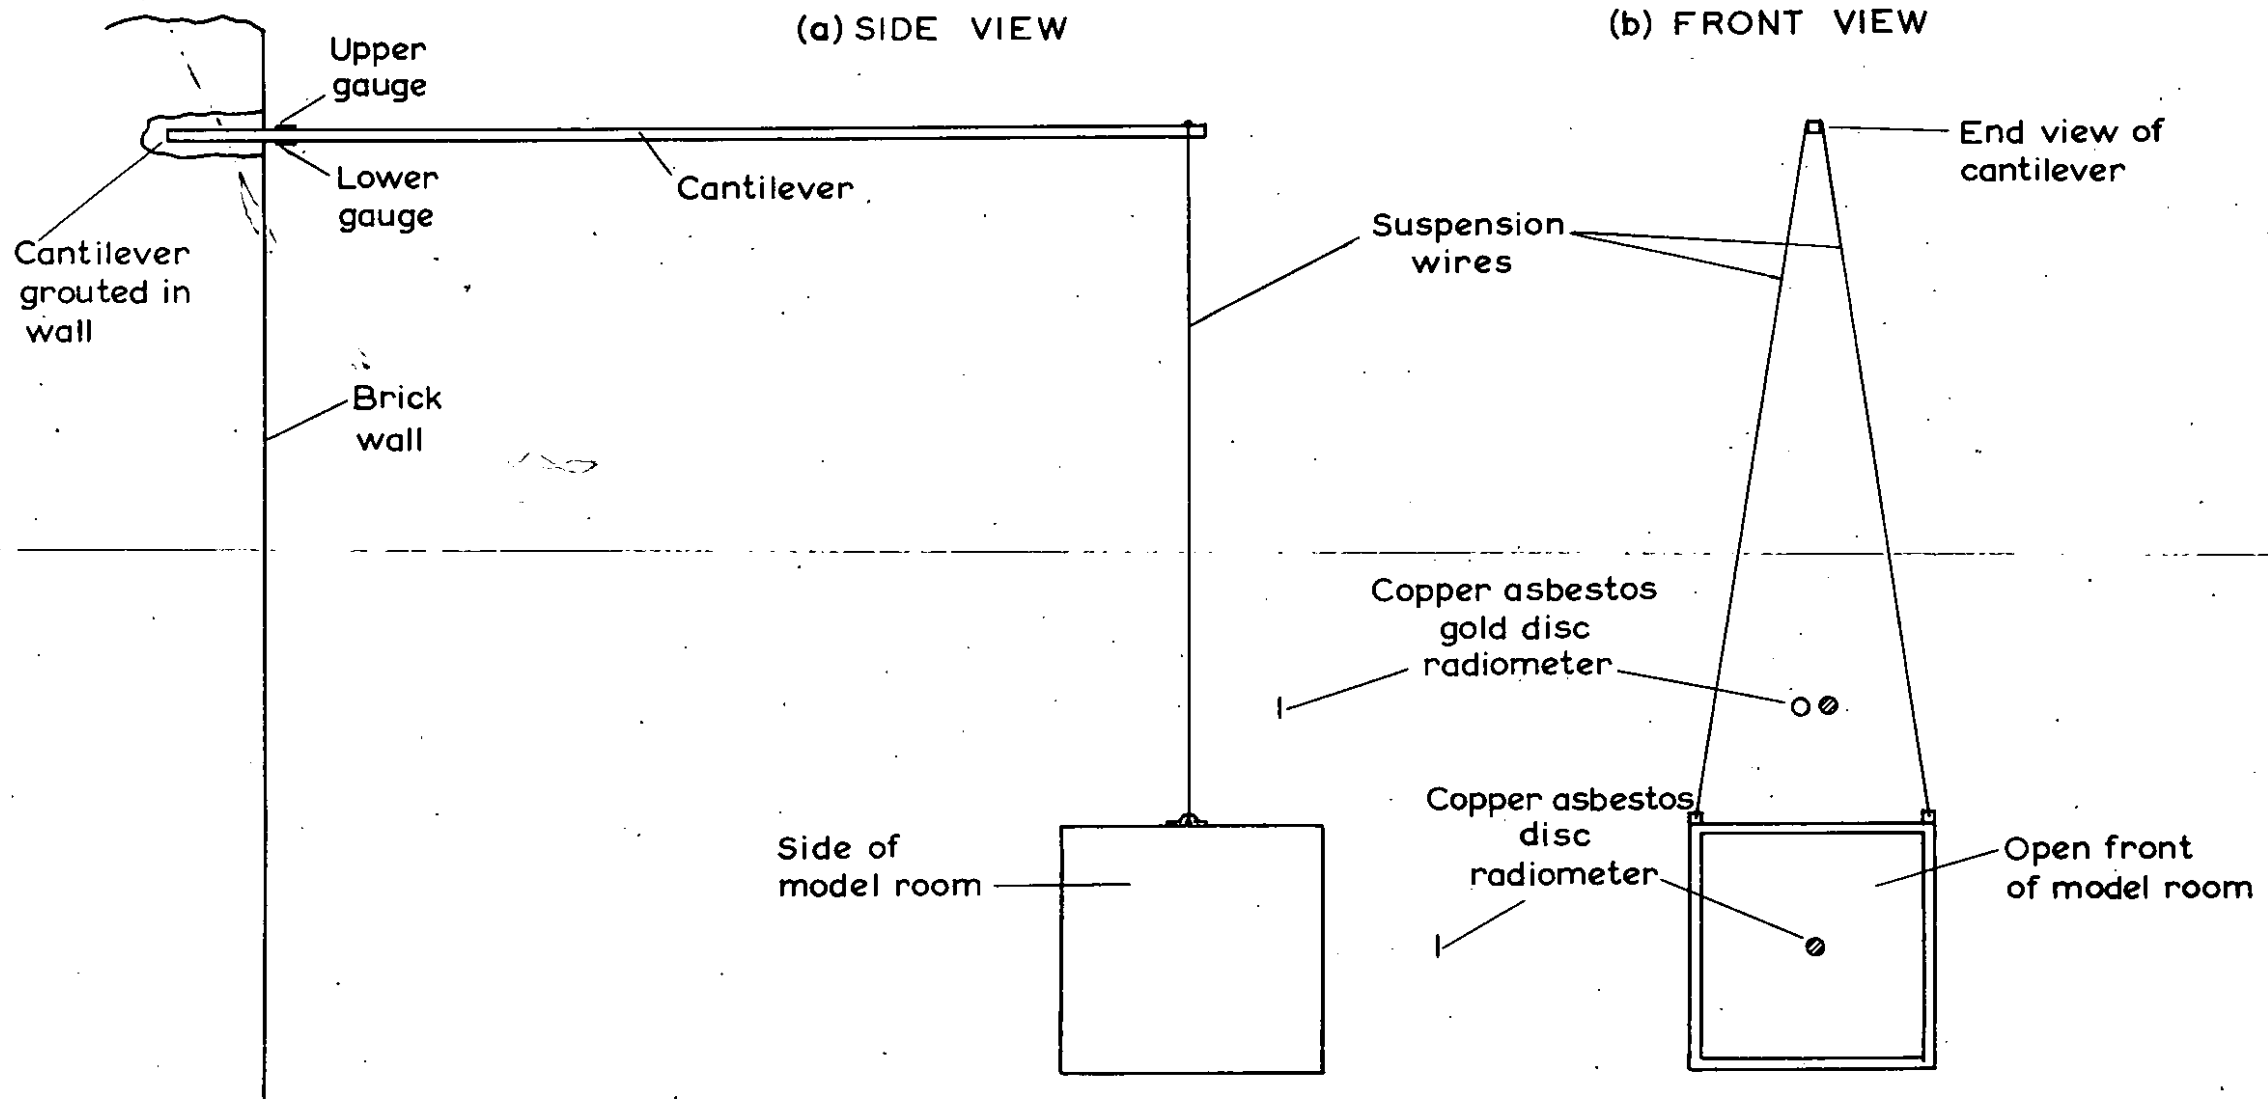 (a) SIDE VIEW
(b) FRONT VIEW
Upper
gauge
Lower
gauge
Cantilever
Cantilever
grouted in
wall
Brick
wall
Suspension
wires
End view of
cantilever
Copper asbestos
gold disc
radiometer
Copper asbestos
disc
radiometer
Side of
model room
Open front
of model room